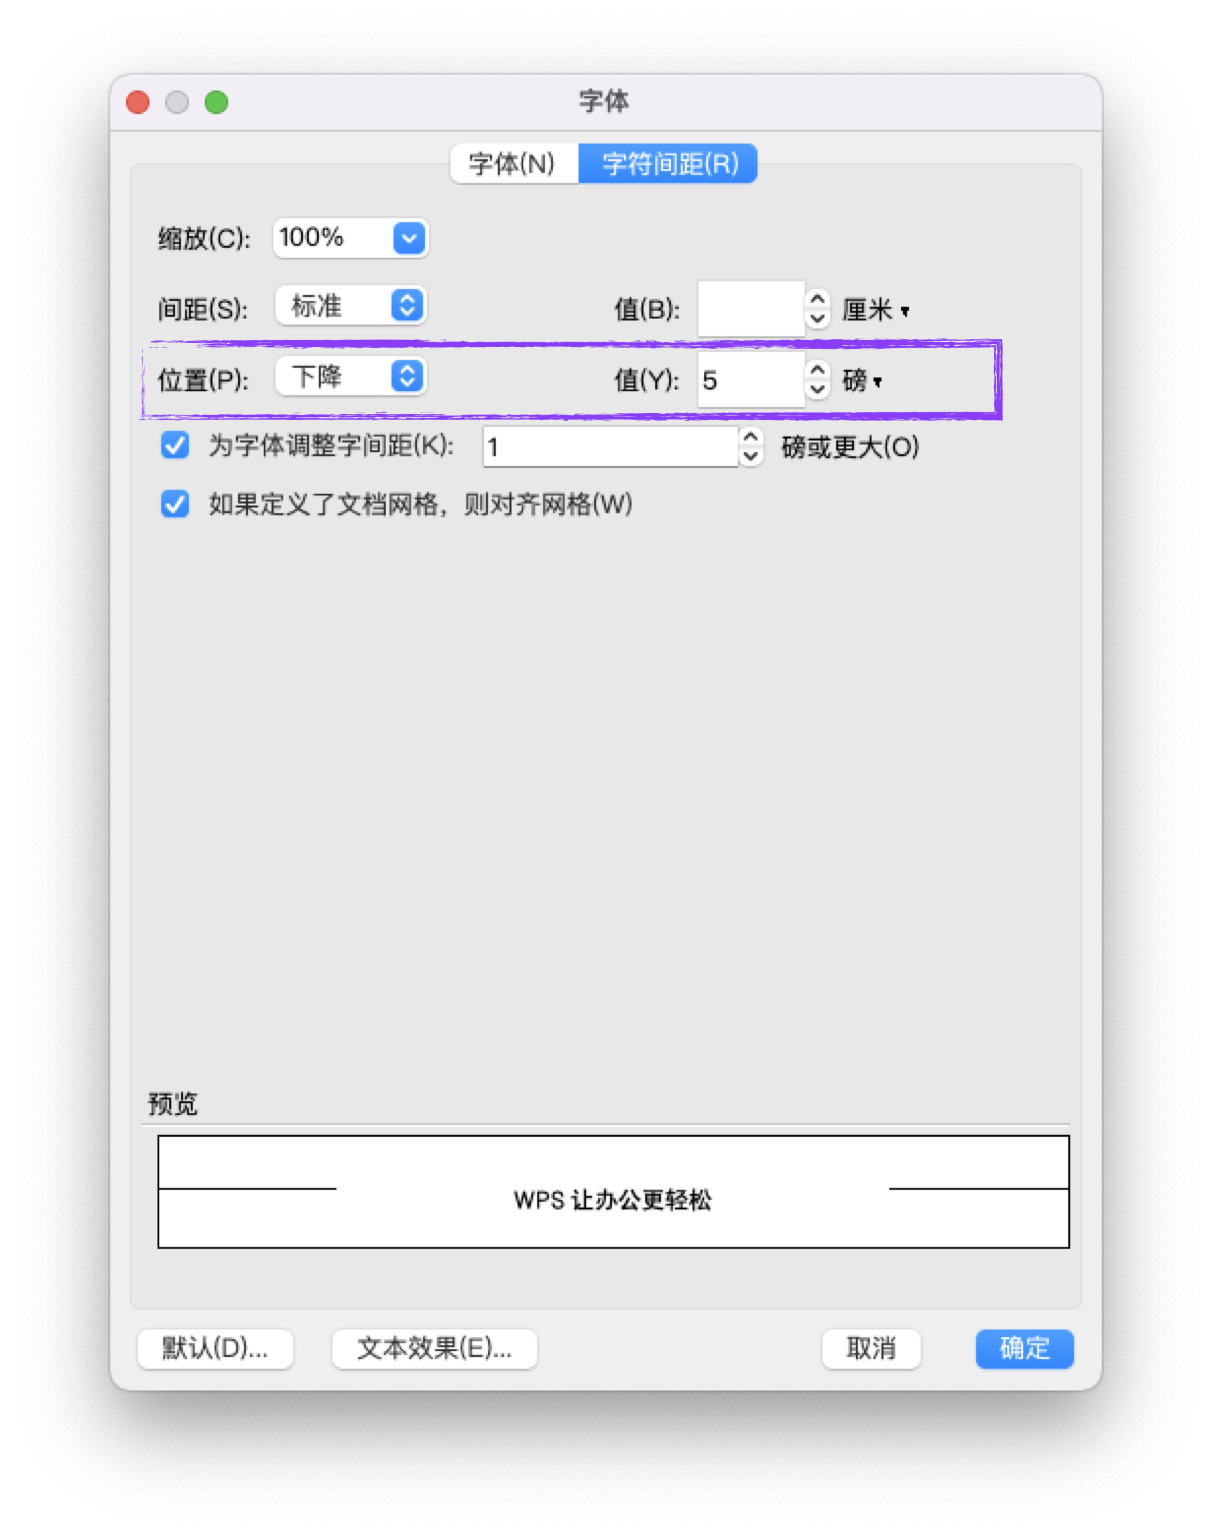 字体
字体(N) 字符间距(R)
缩放(C): 100%
间距(S): 标准 值(B): 厘米
位置(P): 下降 值(Y): 5 磅
为字体调整字间距(K): 1 磅或更大(O)
如果定义了文档网格，则对齐网格(W)
预览
WPS 让办公更轻松
默认(D)... 文本效果(E)... 取消 确定